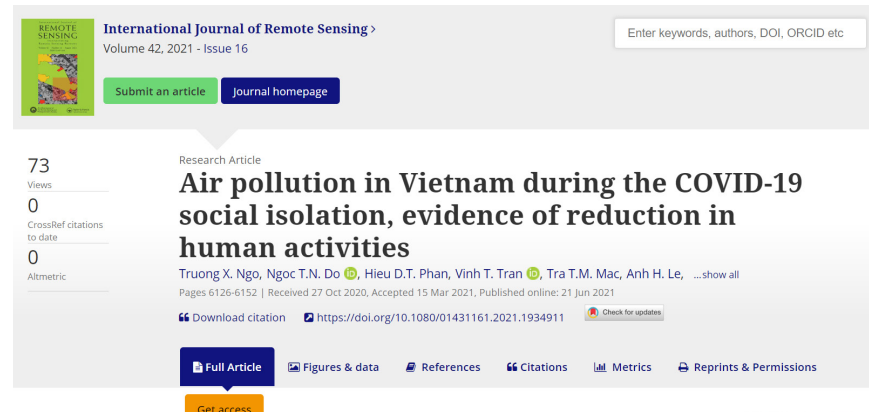 REMOTE
SENSING
International Journal of Remote Sensing >
Volume 42, 2021 - Issue 16
Enter keywords, authors, DOI, ORCID etc
Submit an article
Journal homepage
73
Views
0
CrossRef citations
to date
0
Altmetric
Research Article
Air pollution in Vietnam during the COVID-19
social isolation, evidence of reduction in
human activities
Truong X. Ngo, Ngoc T.N. Do iD, Hieu D.T. Phan, Vinh T. Tran iD, Tra T.M. Mac, Anh H. Le, ...show all
Pages 6126-6152 | Received 27 Oct 2020, Accepted 15 Mar 2021, Published online: 21 Jun 2021
Download citation https://doi.org/10.1080/01431161.2021.1934911 Check for updates
Full Article Figures & data References Citations Metrics Reprints & Permissions
Get access